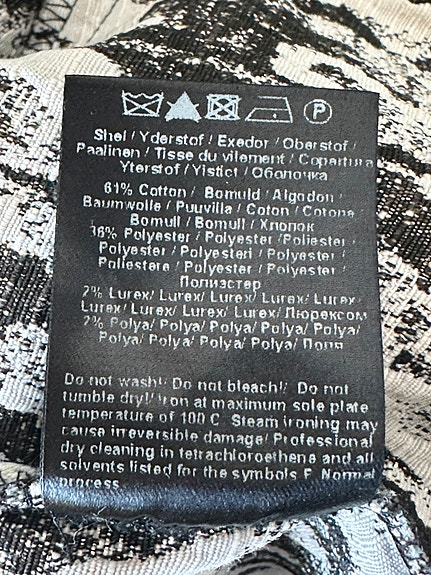 P
Shel / Yderstof / Exedor / Oberstof /
Paalinen / Tisse du vilement / Copertura
Yterstof / Yistict / Оболочка
61% Cotton / Bomuld / Algodon /
Baumwolle / Puuvilla / Coton / Cotone
Bomull / Bomull / Хлопок
36% Polyester / Polyester / Poliester /
Polyester / Polyesteri / Polyester /
Poliestere / Polyester / Polyester /
Полиэстер
2% Lurex/ Lurex/ Lurex/ Lurex/ Lurex/
Lurex/ Lurex/ Lurex/ Lurex/ Люрексом
2% Polya/ Polya/ Polya/ Polya/ Polya/
Polya/ Polya/ Polya/ Polya/ Поля
Do not wash!/ Do not bleach!/ Do not
tumble dry!/ Iron at maximum sole plate
temperature of 100 C. Steam ironing may
cause irreversible damage/ Professional
dry cleaning in tetrachloroethene and all
solvents listed for the symbols F. Normal
process